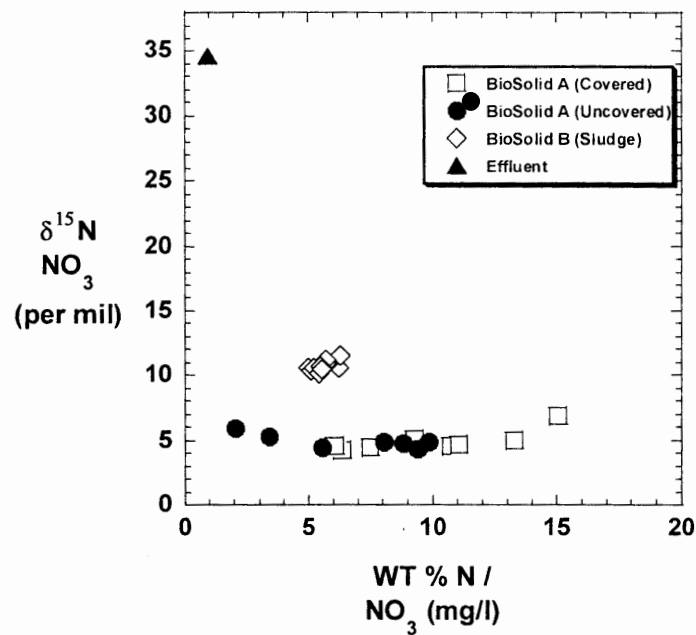 35
30
25
20
15
10
5
0
δ¹⁵N
NO₃
(per mil)
BioSolid A (Covered)
BioSolid A (Uncovered)
BioSolid B (Sludge)
Effluent
0 5 10 15 20
WT % N /
NO₃ (mg/l)